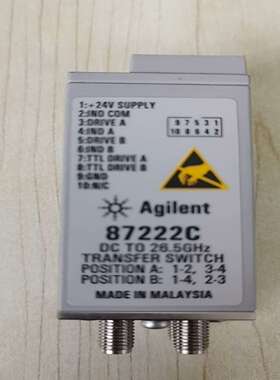 1:+24V SUPPLY
2:IND COM
3:DRIVE A
4:IND A
5:DRIVE B
6:IND B
7:TTL DRIVE A
8:TTL DRIVE B
9:GND
10:N/C
9 7 5 3 1
10 8 6 4 2
Agilent
87222C
DC TO 26.5GHz
TRANSFER SWITCH
POSITION A: 1-2, 3-4
POSITION B: 1-4, 2-3
MADE IN MALAYSIA